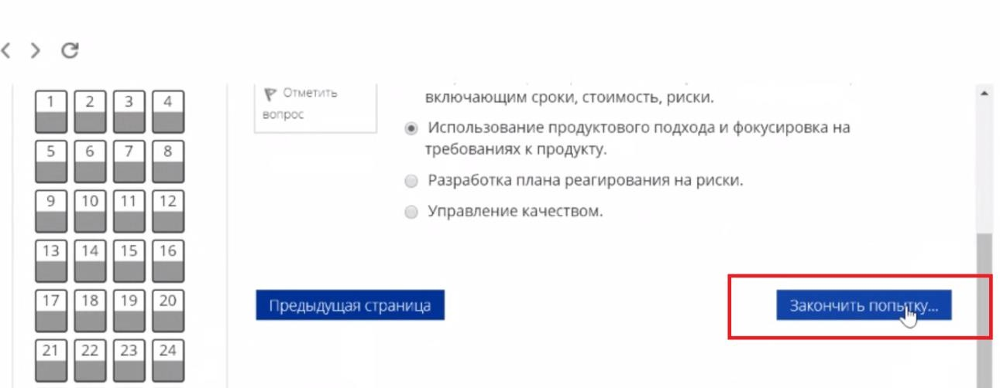 1 2 3 4
5 6 7 8
9 10 11 12
13 14 15 16
17 18 19 20
21 22 23 24
Отметить
вопрос
включающим сроки, стоимость, риски.
Использование продуктового подхода и фокусировка на
требованиях к продукту.
Разработка плана реагирования на риски.
Управление качеством.
Предыдущая страница
Закончить попытку...